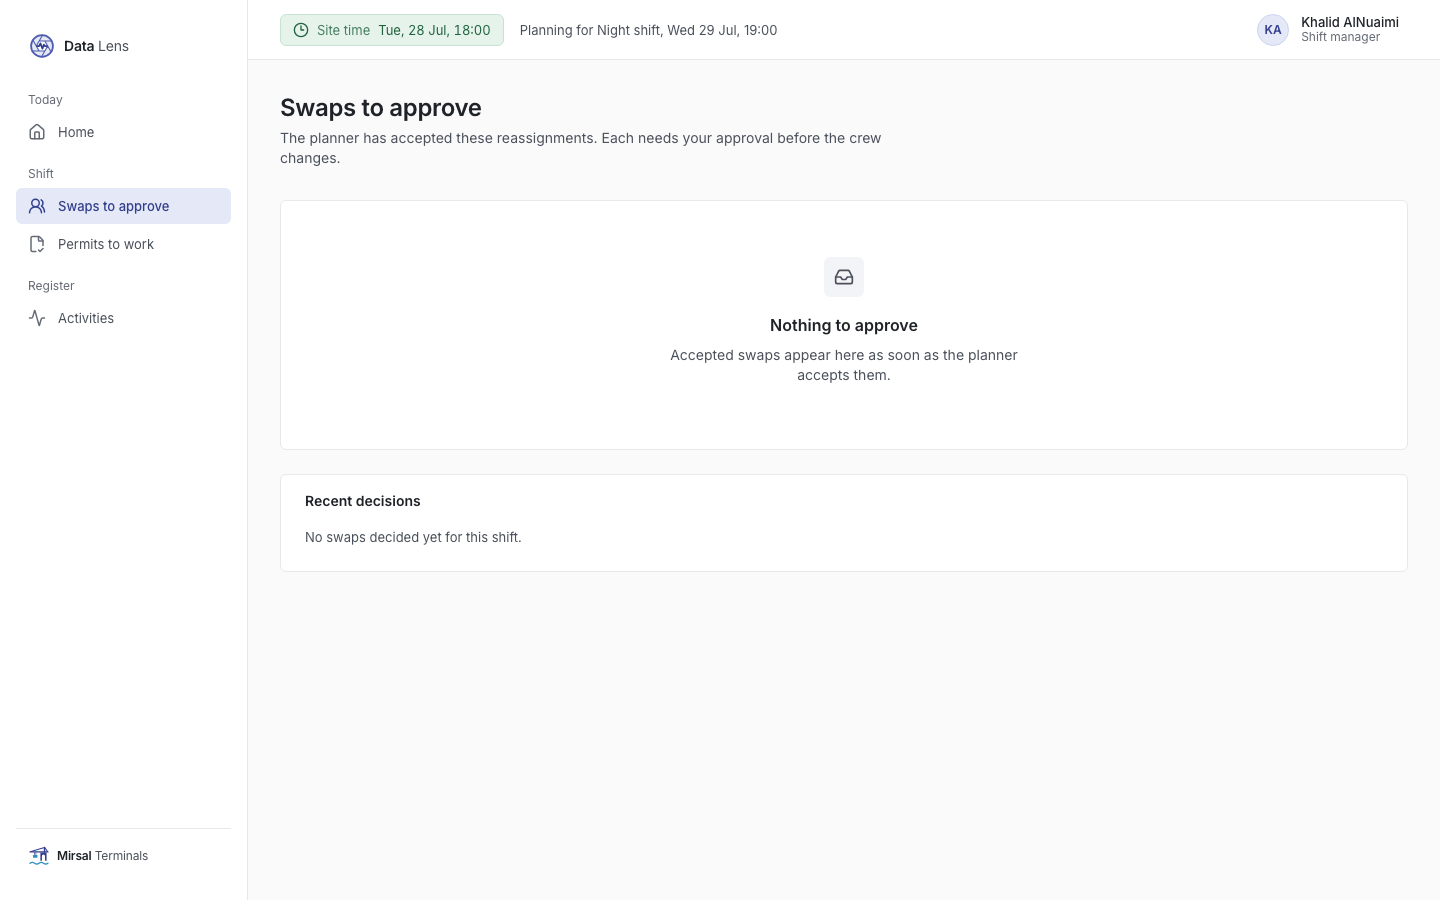 Data Lens
Today
Home
Shift
Swaps to approve
Permits to work
Register
Activities
Mirsal Terminals
Site time Tue, 28 Jul, 18:00
Planning for Night shift, Wed 29 Jul, 19:00
KA
Khalid AlNuaimi
Shift manager
Swaps to approve
The planner has accepted these reassignments. Each needs your approval before the crew
changes.
Nothing to approve
Accepted swaps appear here as soon as the planner
accepts them.
Recent decisions
No swaps decided yet for this shift.